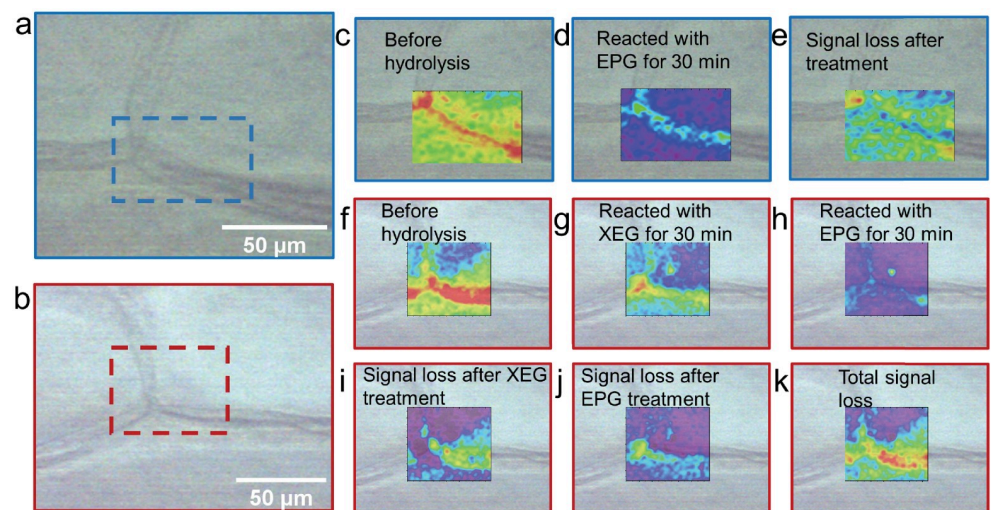 a
50 μm
b
50 μm
c
Before
hydrolysis
d
Reacted with
EPG for 30 min
e
Signal loss after
treatment
f
Before
hydrolysis
g
Reacted with
XEG for 30 min
h
Reacted with
EPG for 30 min
i
Signal loss after XEG
treatment
j
Signal loss after
EPG treatment
k
Total signal
loss